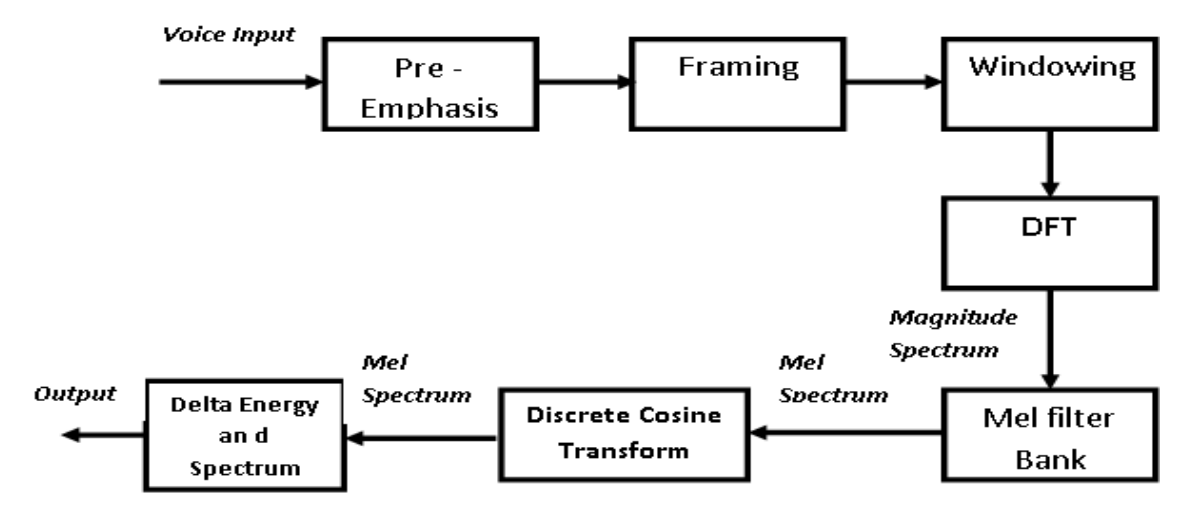 Voice Input
Pre -
Emphasis
Framing
Windowing
DFT
Magnitude
Spectrum
Mel filter
Bank
Mel
Spectrum
Discrete Cosine
Transform
Mel
Spectrum
Delta Energy
an d
Spectrum
Output